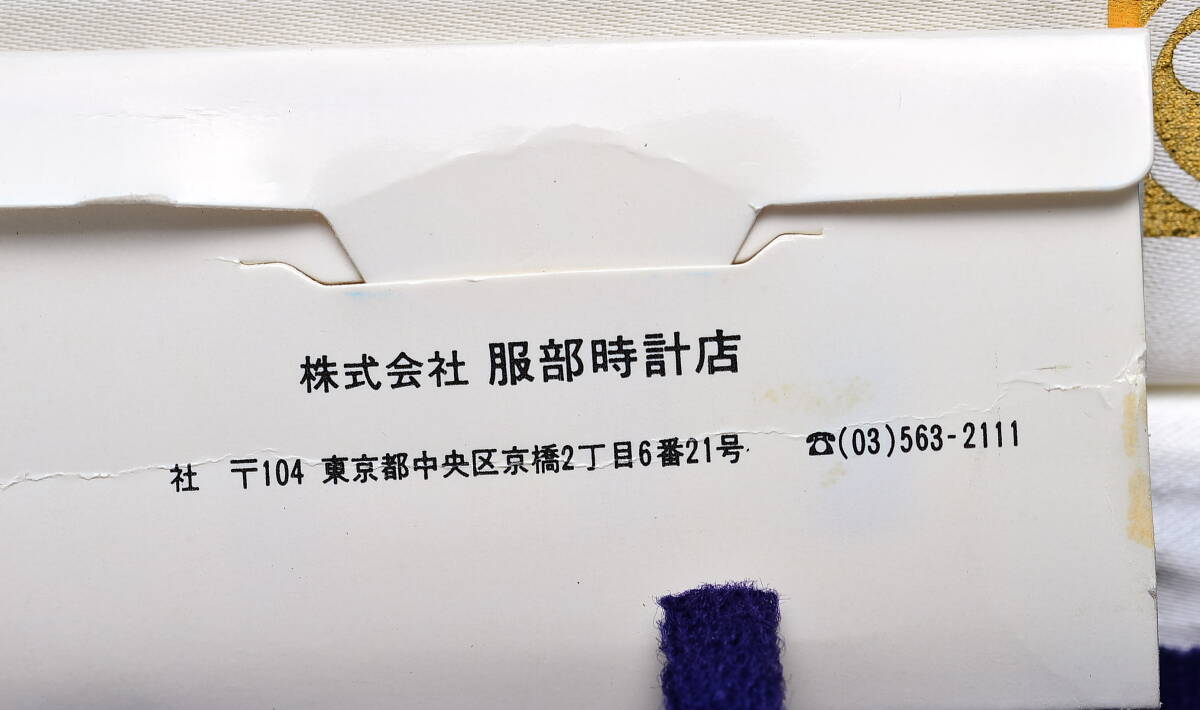 株式会社 服部時計店
社 〒104 東京都中央区京橋2丁目6番21号 ☎(03)563-2111